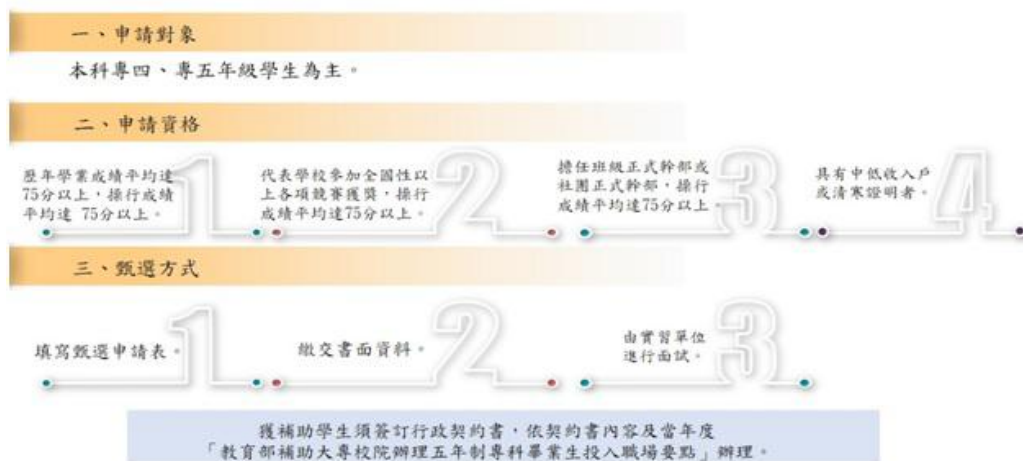 一、申請對象
本科專四、專五年級學生為主。
二、申請資格
歷年學業成績平均達
75分以上，操行成績
平均達 75分以上。
1
代表學校參加全國性以
上各項競賽獲獎，操行
成績平均達75分以上。
2
擔任班級正式幹部或
社團正式幹部，操行
成績平均達75分以上。
3
具有中低收入戶
或清寒證明者。
4
三、甄選方式
填寫甄選申請表。
1
繳交書面資料。
2
由實習單位
進行面試。
3
獲補助學生須簽訂行政契約書，依契約書內容及當年度
「教育部補助大專校院辦理五年制專科畢業生投入職場要點」辦理。